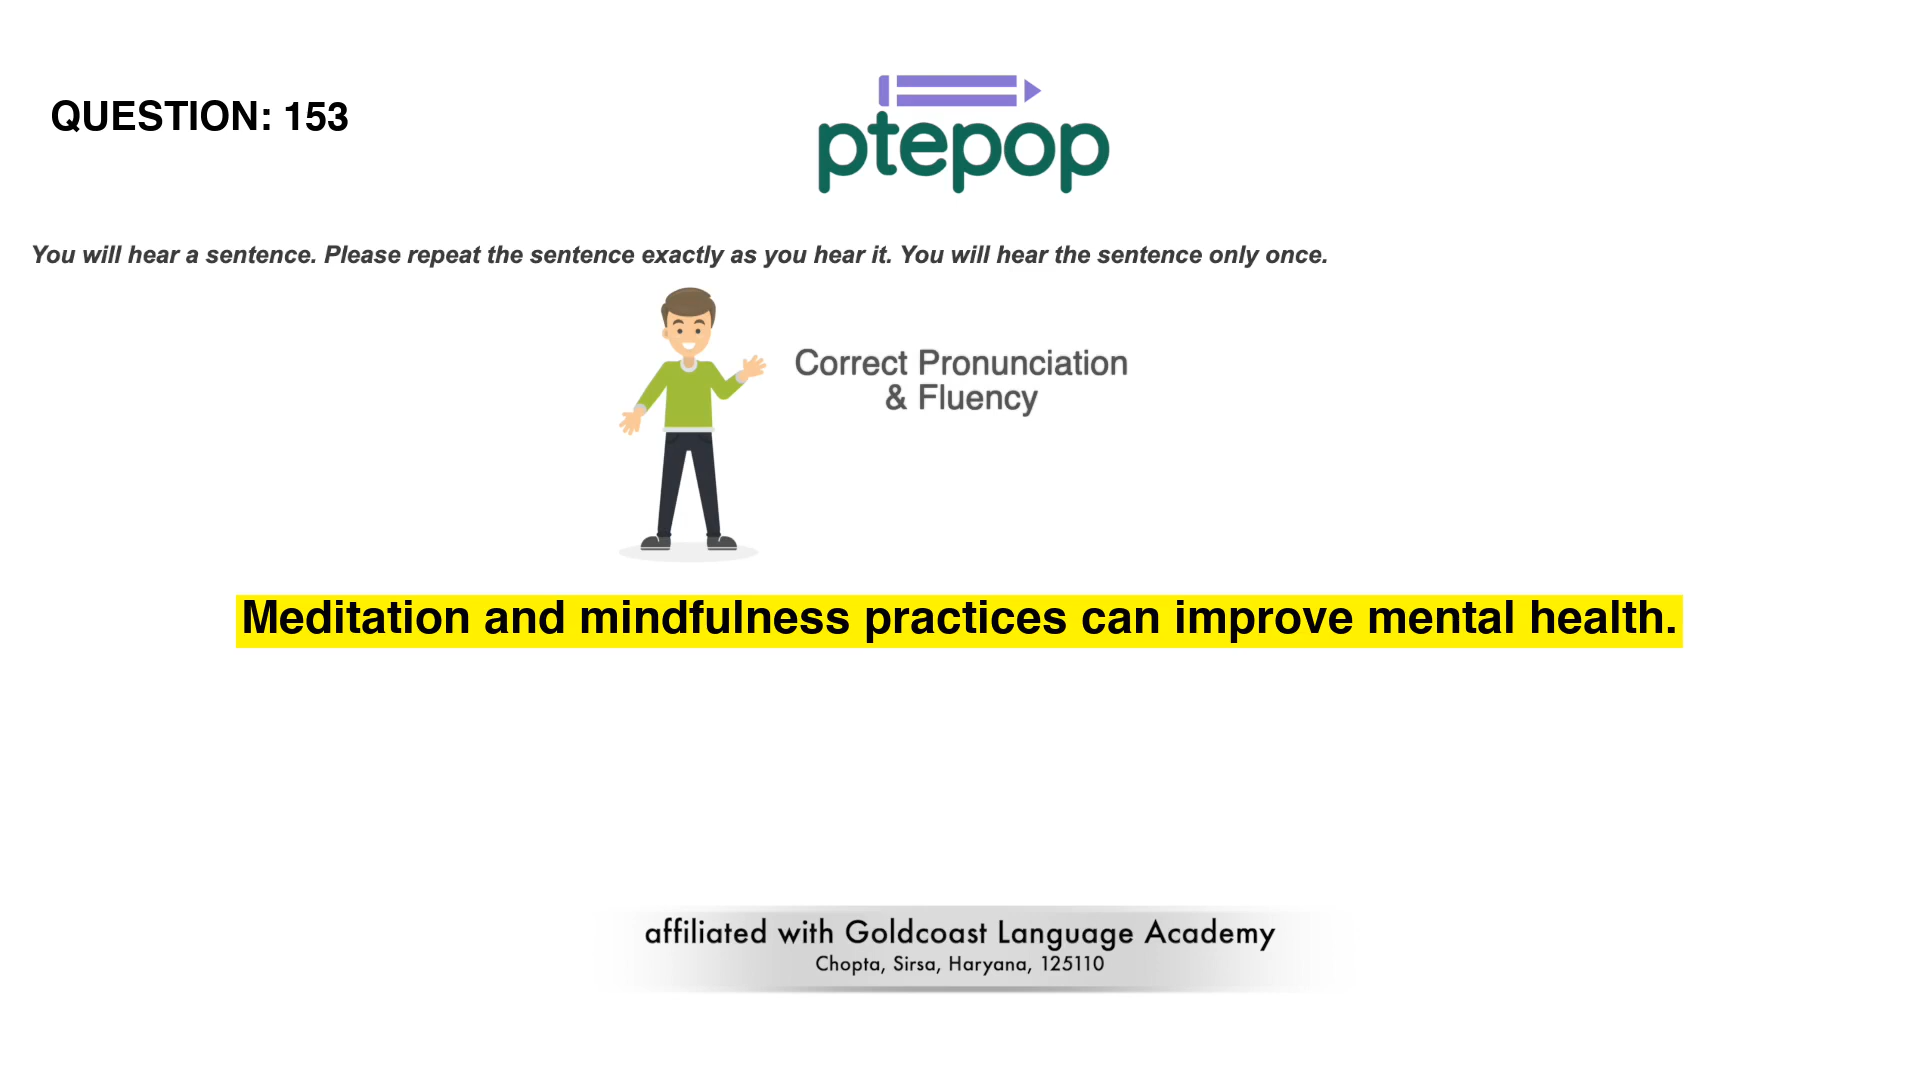 QUESTION: 153
ptepop
You will hear a sentence. Please repeat the sentence exactly as you hear it. You will hear the sentence only once.
Correct Pronunciation
& Fluency
Meditation and mindfulness practices can improve mental health.
affiliated with Goldcoast Language Academy
Chopta, Sirsa, Haryana, 125110